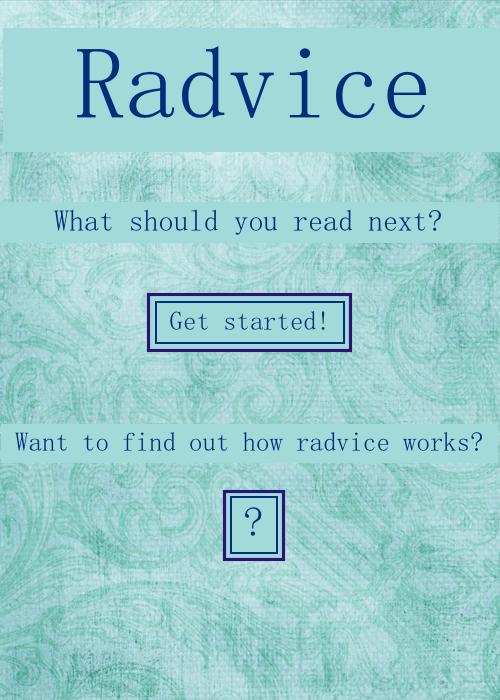 Radvice
What should you read next?
Get started!
Want to find out how radvice works?
?